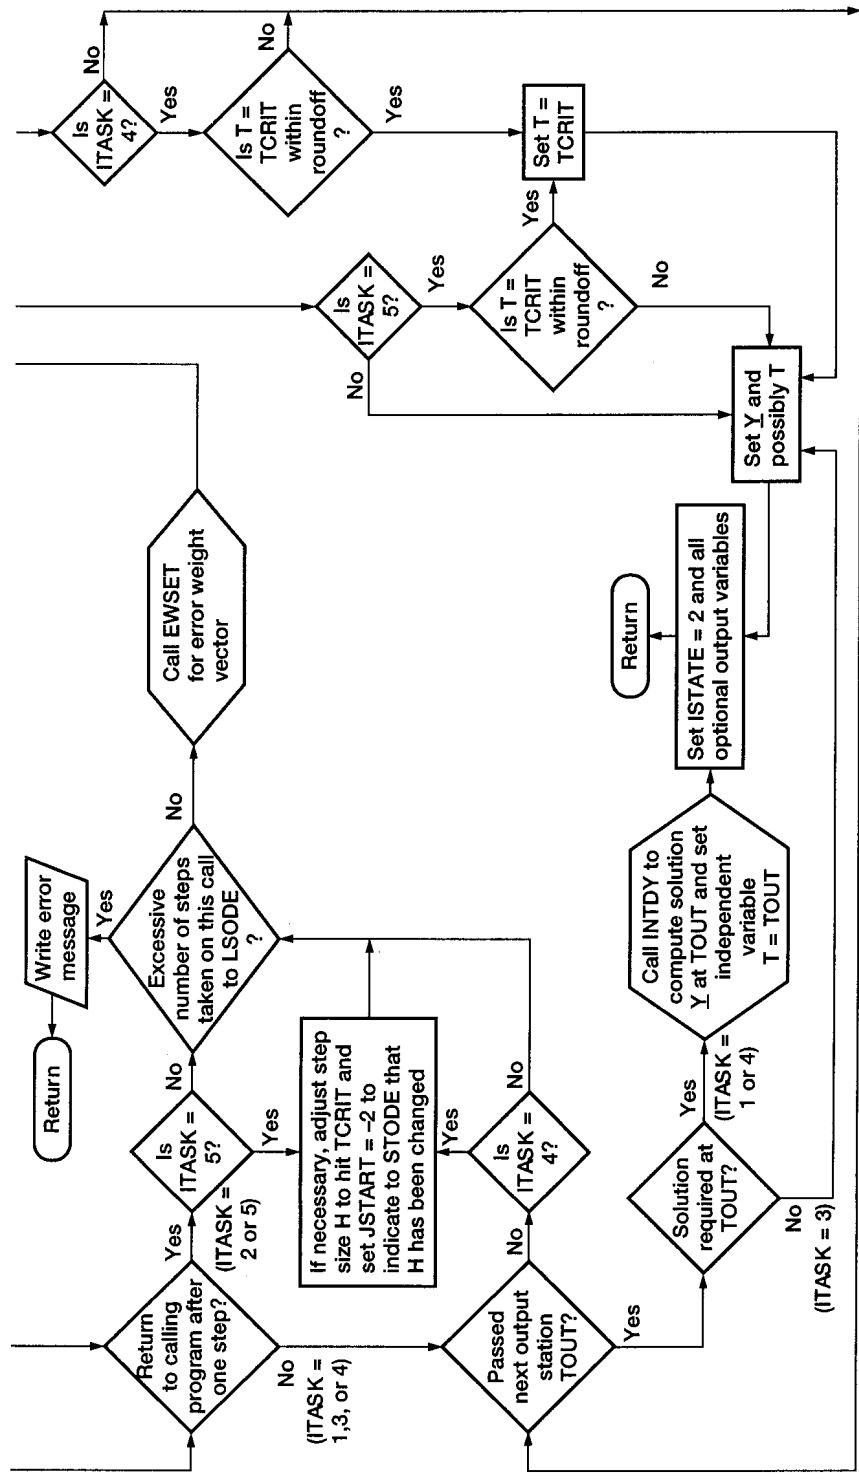 Return
to calling
program after
one step?
Yes
(ITASK =
2 or 5)
No
(ITASK =
1,3, or 4)
Is
ITASK =
5?
No
Yes
Return
Write error
message
Yes
Excessive
number of steps
taken on this call
to LSODE
?
No
Call EWSET
for error weight
vector
If necessary, adjust step
size H to hit TCRIT and
set JSTART = –2 to
indicate to STODE that
H has been changed
Passed
next output
station
TOUT?
No
Yes
Is
ITASK =
4?
Yes
No
Solution
required at
TOUT?
Yes
(ITASK =
1 or 4)
No
(ITASK = 3)
Call INTDY to
compute solution
Y at TOUT and set
independent
variable
T = TOUT
Set ISTATE = 2 and all
optional output variables
Return
Set Y and
possibly T
Is
ITASK =
5?
No
Yes
Is T =
TCRIT
within
roundoff
?
Yes
No
Set T =
TCRIT
Is
ITASK =
4?
No
Yes
Is T =
TCRIT
within
roundoff
?
No
Yes